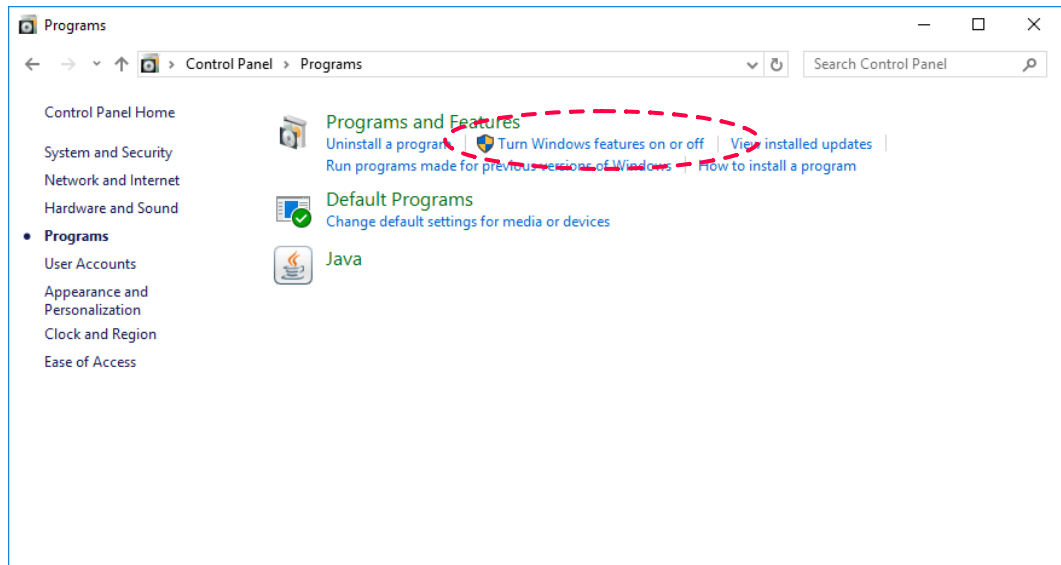 Programs
Control Panel > Programs
Search Control Panel
Control Panel Home
System and Security
Network and Internet
Hardware and Sound
Programs
User Accounts
Appearance and
Personalization
Clock and Region
Ease of Access
Programs and Features
Uninstall a program
Turn Windows features on or off
View installed updates
Run programs made for previous versions of Windows
How to install a program
Default Programs
Change default settings for media or devices
Java